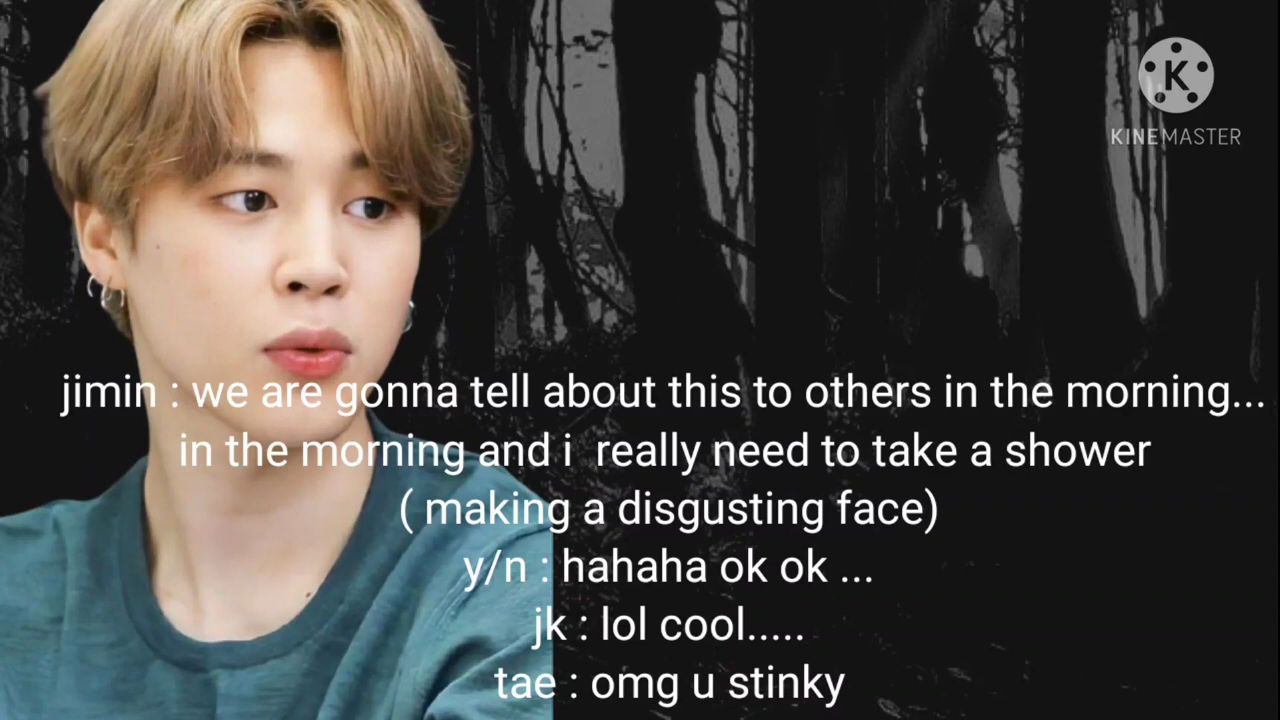 KINEMASTER
jimin : we are gonna tell about this to others in the morning...
in the morning and i  really need to take a shower
( making a disgusting face)
y/n : hahaha ok ok ...
jk : lol cool.....
tae : omg u stinky